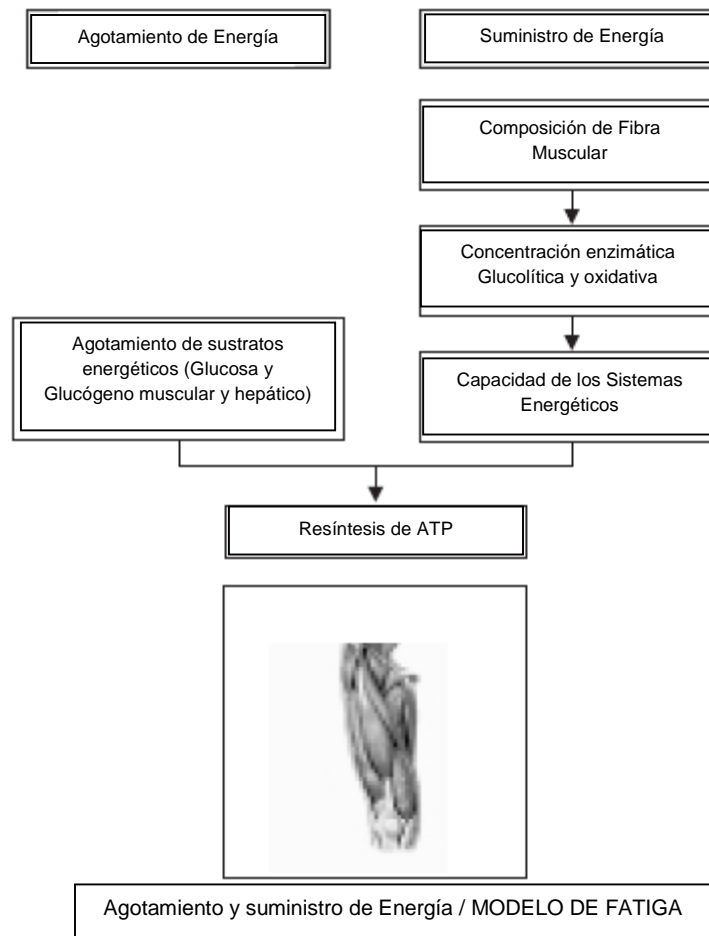 Agotamiento de Energía
Suministro de Energía
Composición de Fibra
Muscular
Concentración enzimática
Glucolítica y oxidativa
Agotamiento de sustratos
energéticos (Glucosa y
Glucógeno muscular y hepático)
Capacidad de los Sistemas
Energéticos
Resíntesis de ATP
Agotamiento y suministro de Energía / MODELO DE FATIGA